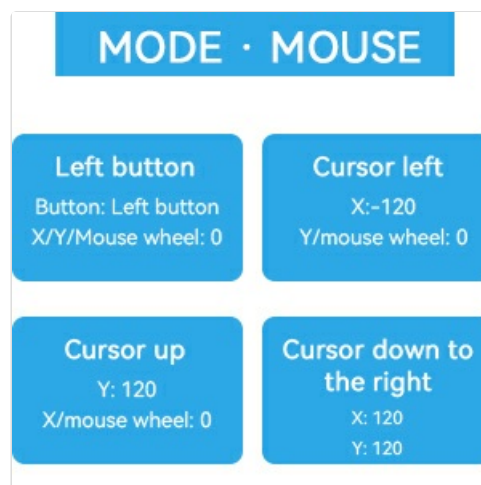 MODE · MOUSE
Left button
Button: Left button
X/Y/Mouse wheel: 0
Cursor left
X:-120
Y/mouse wheel: 0
Cursor up
Y: 120
X/mouse wheel: 0
Cursor down to
the right
X: 120
Y: 120